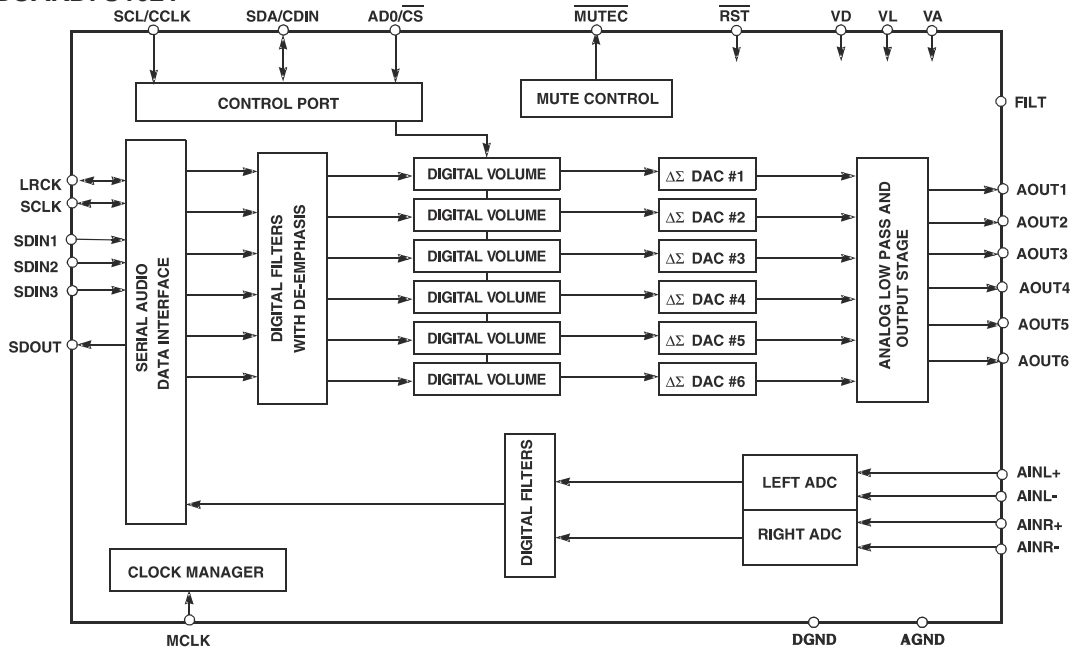 SCL/CCLK SDA/CDIN AD0/CS MUTEC RST VD VL VA
CONTROL PORT
MUTE CONTROL
FILT
LRCK
SCLK
SDIN1
SDIN2
SDIN3
SDOUT
SERIAL AUDIO
DATA INTERFACE
DIGITAL FILTERS
WITH DE-EMPHASIS
DIGITAL VOLUME
DIGITAL VOLUME
DIGITAL VOLUME
DIGITAL VOLUME
DIGITAL VOLUME
DIGITAL VOLUME
ΔΣ DAC #1
ΔΣ DAC #2
ΔΣ DAC #3
ΔΣ DAC #4
ΔΣ DAC #5
ΔΣ DAC #6
ANALOG LOW PASS AND
OUTPUT STAGE
AOUT1
AOUT2
AOUT3
AOUT4
AOUT5
AOUT6
DIGITAL FILTERS
LEFT ADC
RIGHT ADC
AINL+
AINL-
AINR+
AINR-
CLOCK MANAGER
MCLK
DGND
AGND